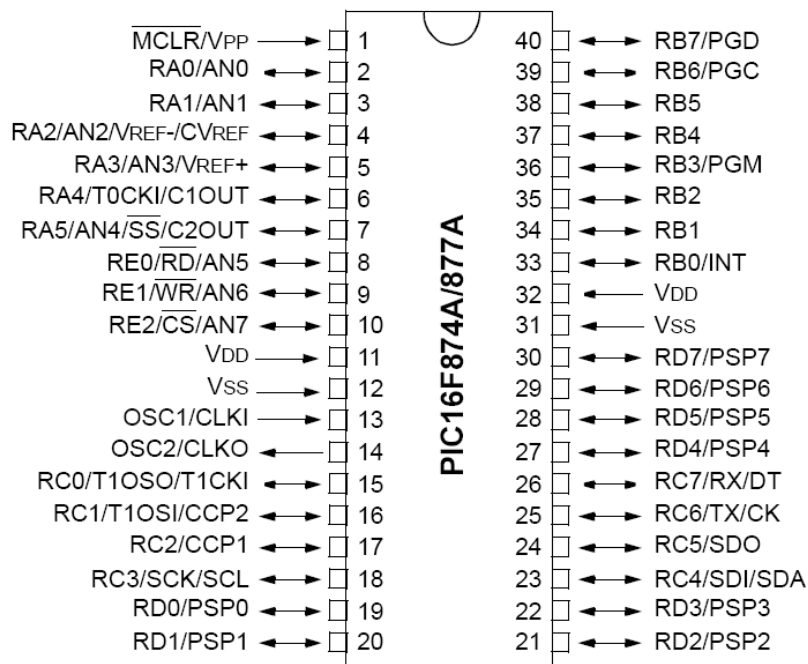 MCLR/VPP 1 40 RB7/PGD
RA0/AN0 2 39 RB6/PGC
RA1/AN1 3 38 RB5
RA2/AN2/VREF-/CVREF 4 37 RB4
RA3/AN3/VREF+ 5 36 RB3/PGM
RA4/T0CKI/C1OUT 6 35 RB2
RA5/AN4/SS/C2OUT 7 34 RB1
RE0/RD/AN5 8 33 RB0/INT
RE1/WR/AN6 9 32 VDD
RE2/CS/AN7 10 31 VSS
VDD 11 30 RD7/PSP7
VSS 12 29 RD6/PSP6
OSC1/CLKI 13 28 RD5/PSP5
OSC2/CLKO 14 27 RD4/PSP4
RC0/T1OSO/T1CKI 15 26 RC7/RX/DT
RC1/T1OSI/CCP2 16 25 RC6/TX/CK
RC2/CCP1 17 24 RC5/SDO
RC3/SCK/SCL 18 23 RC4/SDI/SDA
RD0/PSP0 19 22 RD3/PSP3
RD1/PSP1 20 21 RD2/PSP2
PIC16F874A/877A